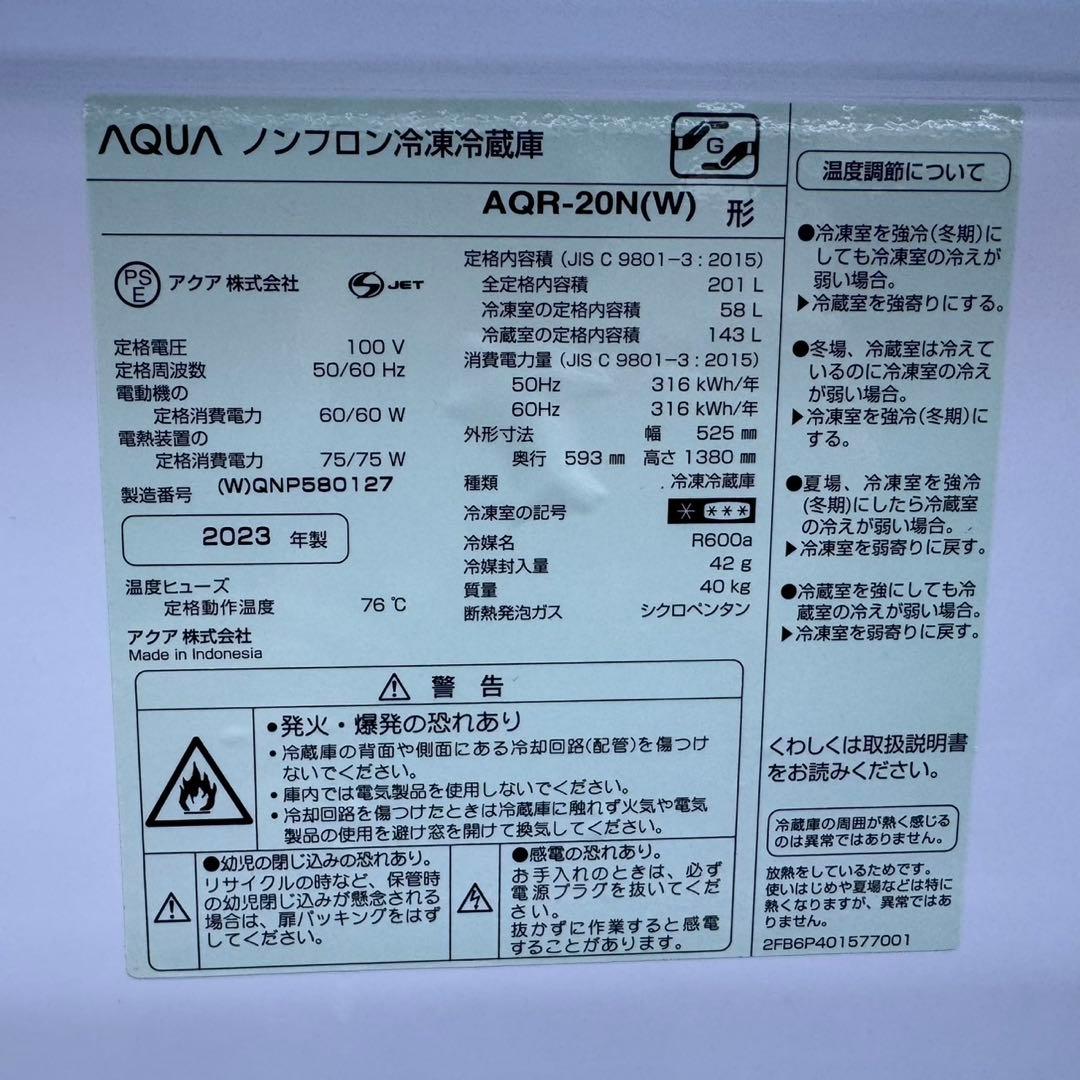 AQUA ノンフロン冷凍冷蔵庫
G
AQR-20N(W) 形
PS E アクア 株式会社 S JET
定格電圧 100 V
定格周波数 50/60 Hz
電動機の
定格消費電力 60/60 W
電熱装置の
定格消費電力 75/75 W
製造番号 (W)QNP580127
2023 年製
温度ヒューズ
定格動作温度 76 ℃
アクア 株式会社
Made in Indonesia
定格内容積 (JIS C 9801-3 : 2015)
全定格内容積 201 L
冷凍室の定格内容積 58 L
冷蔵室の定格内容積 143 L
消費電力量 (JIS C 9801-3 : 2015)
50Hz 316 kWh/年
60Hz 316 kWh/年
外形寸法 幅 525 ㎜
奥行 593 ㎜ 高さ 1380 ㎜
種類 冷凍冷蔵庫
冷凍室の記号 * ***
冷媒名 R600a
冷媒封入量 42 g
質量 40 kg
断熱発泡ガス シクロペンタン
⚠ 警 告
●発火・爆発の恐れあり
・冷蔵庫の背面や側面にある冷却回路(配管)を傷つけ
ないでください。
・庫内では電気製品を使用しないでください。
・冷却回路を傷つけたときは冷蔵庫に触れず火気や電気
製品の使用を避け窓を開けて換気してください。
●幼児の閉じ込みの恐れあり。
リサイクルの時など、保管時
の幼児閉じ込みが懸念される
場合は、扉パッキングをはず
してください。
●感電の恐れあり。
お手入れのときは、必ず
電源プラグを抜いてくだ
さい。
抜かずに作業すると感電
することがあります。
温度調節について
●冷凍室を強冷(冬期)に
しても冷凍室の冷えが
弱い場合。
▶冷蔵室を強寄りにする。
●冬場、冷蔵室は冷えて
いるのに冷凍室の冷え
が弱い場合。
▶冷凍室を強冷(冬期)に
する。
●夏場、冷凍室を強冷
(冬期)にしたら冷蔵室
の冷えが弱い場合。
▶冷凍室を弱寄りに戻す。
●冷蔵室を強にしても冷
蔵室の冷えが弱い場合。
▶冷凍室を弱寄りに戻す。
くわしくは取扱説明書
をお読みください。
冷蔵庫の周囲が熱く感じる
のは異常ではありません。
放熱をしているためです。
使いはじめや夏場などは特に
熱くなりますが、異常ではあ
りません。
2FB6P401577001